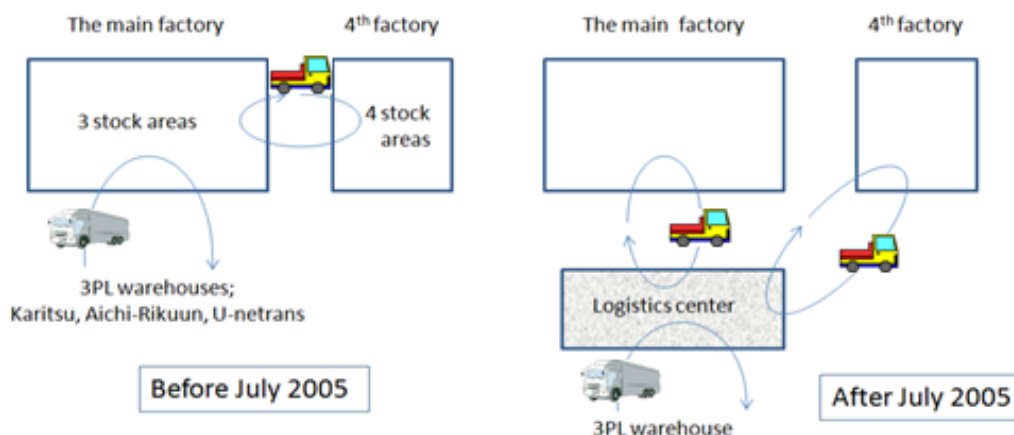 The main factory
4th factory
3 stock areas
4 stock
areas
3PL warehouses;
Karitsu, Aichi-Rikuun, U-netrans
Before July 2005
The main factory
4th factory
Logistics center
3PL warehouse
After July 2005